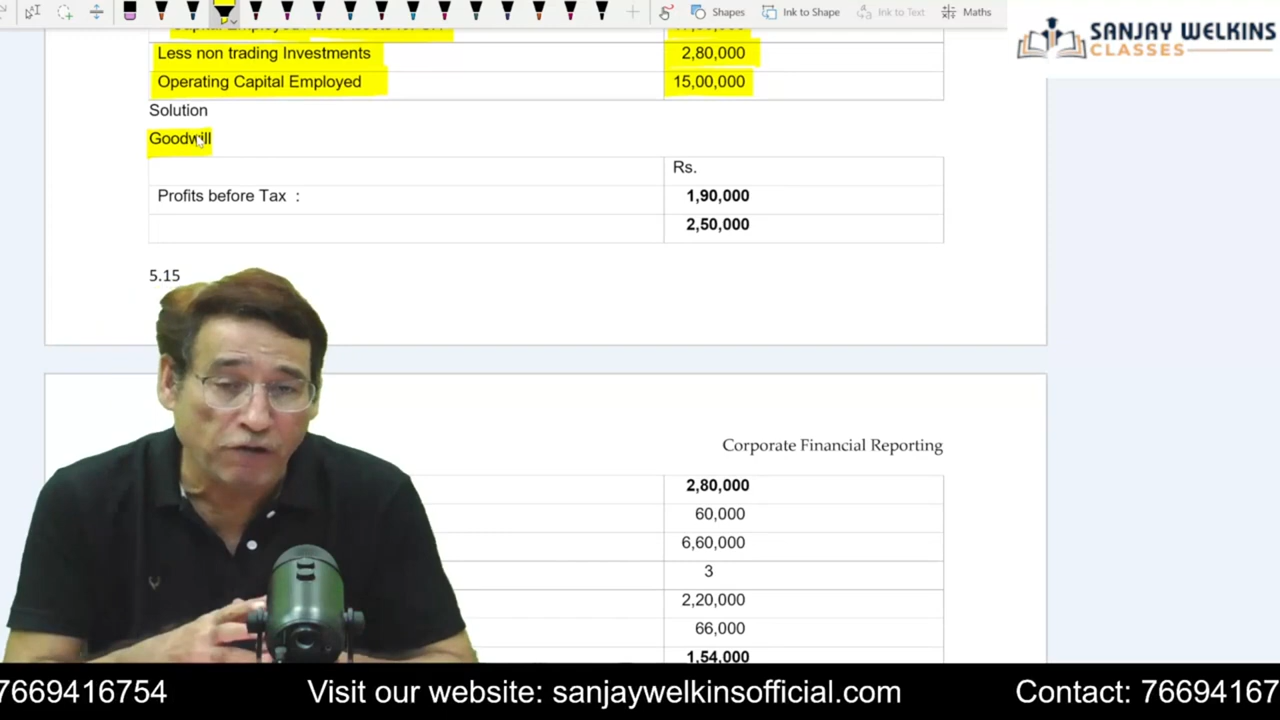 Shapes
Ink to Shape
Ink to Text
Maths
SANJAY WELKINS
CLASSES
Less non trading Investments 2,80,000
Operating Capital Employed 15,00,000
Solution
Goodwill
Rs.
Profits before Tax : 1,90,000
2,50,000
5.15
Corporate Financial Reporting
2,80,000
60,000
6,60,000
3
2,20,000
66,000
1,54,000
7669416754 Visit our website: sanjaywelkinsofficial.com Contact: 76694167